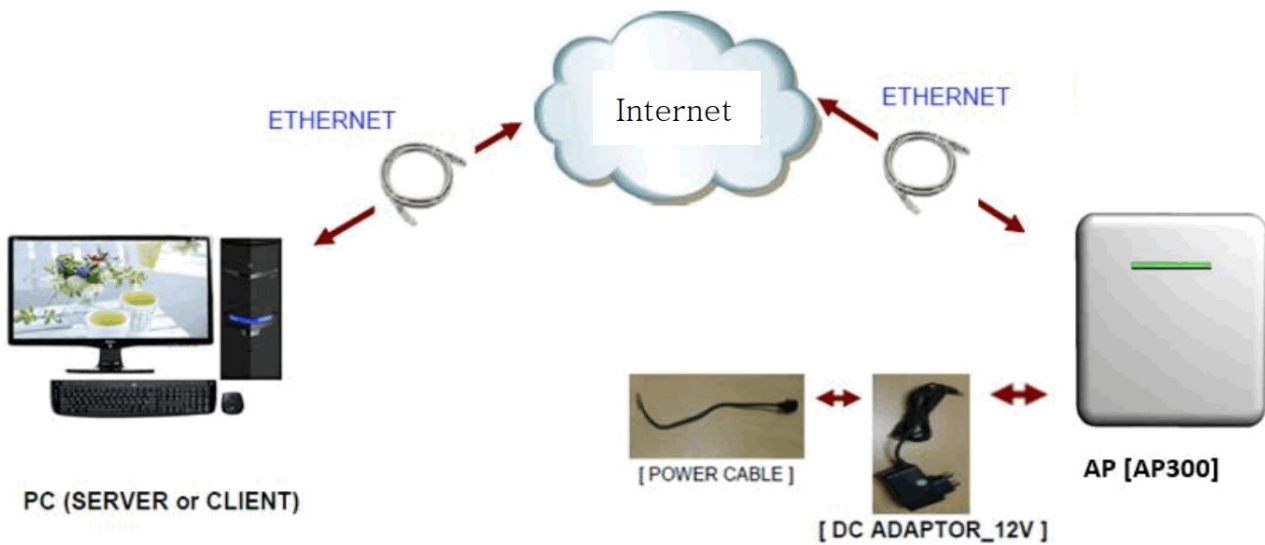 Internet
ETHERNET
ETHERNET
[ POWER CABLE ]
AP [AP300]
PC (SERVER or CLIENT)
[ DC ADAPTOR_12V ]